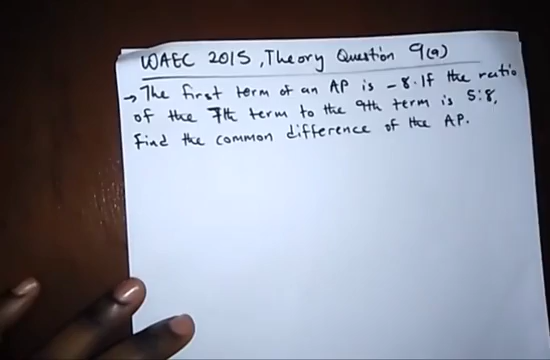 WAEC 2015, Theory Question 9(a)
→ The first term of an AP is -8. If the ratio
of the 7th term to the 9th term is 5:8,
Find the common difference of the AP.